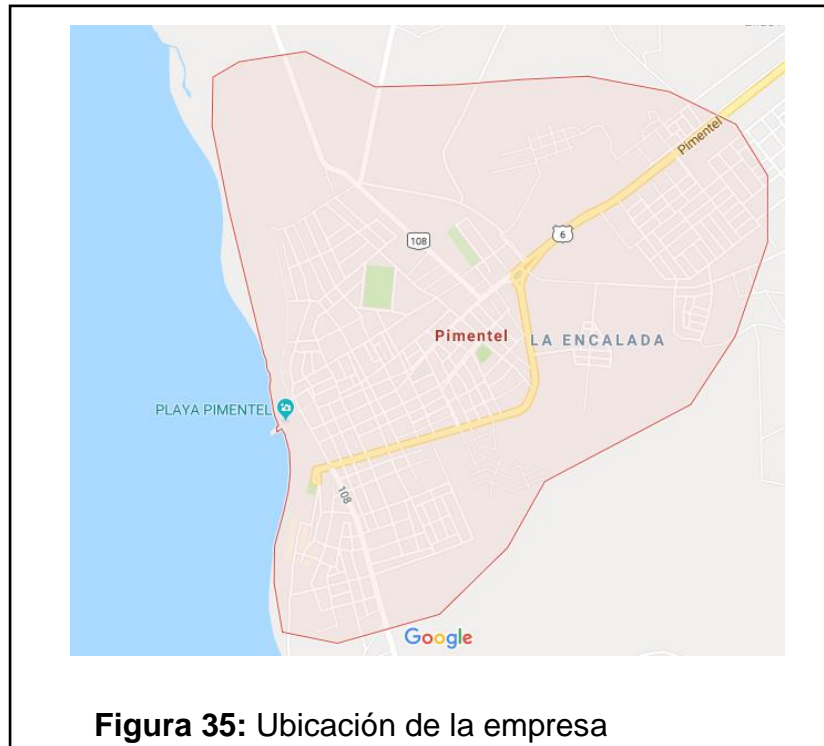 Pimentel
108
6
Pimentel
LA ENCALADA
PLAYA PIMENTEL
108
Google
Figura 35: Ubicación de la empresa